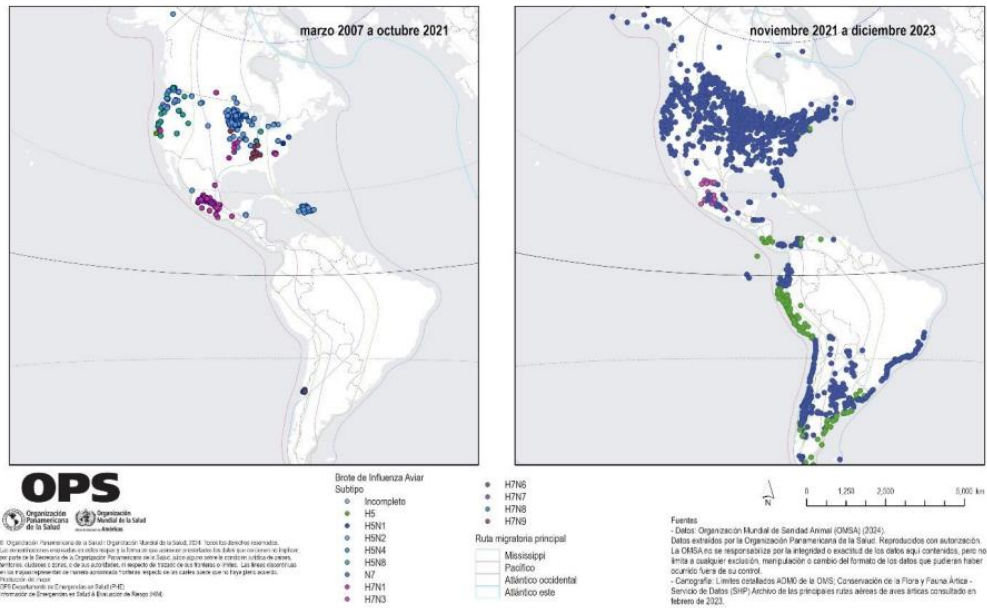 marzo 2007 a octubre 2021
noviembre 2021 a diciembre 2023
OPS
Organización
Panamericana
de la Salud
Organización
Mundial de la Salud
Américas
Brote de Influenza Aviar
Subtipo
Incompleto
H5
H5N1
H5N2
H5N4
H5N8
N7
H7N1
H7N3
H7N6
H7N7
H7N8
H7N9
Ruta migratoria principal
Mississippi
Pacífico
Atlántico occidental
Atlántico este
N
0 1,250 2,500 5,000 km
Fuentes
- Datos: Organización Mundial de Sanidad Animal (OMSA) (2024).
Datos extraídos por la Organización Panamericana de la Salud. Reproducidos con autorización.
La OMSA no se responsabiliza por la integridad o exactitud de los datos aquí contenidos, pero no
limita a cualquier exclusión, manipulación o cambio del formato de los datos que pudieran haber
ocurrido fuera de su control.
- Cartografía: Límites detallados ADM0 de la OMS; Conservación de la Flora y Fauna Ártica -
Servicio de Datos (SHP) Archivo de las principales rutas aéreas de aves árticas consultado en
febrero de 2023.